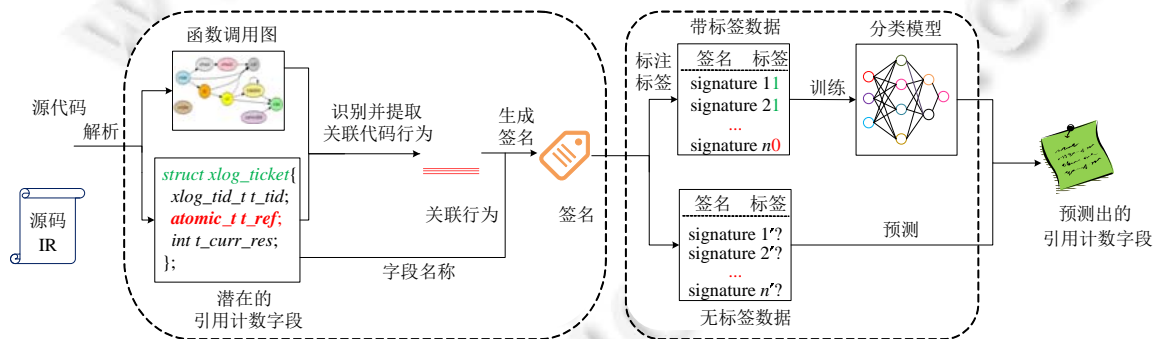 源代码
解析
源码
IR
函数调用图
struct xlog_ticket{
xlog_tid_t t_tid;
atomic_t t_ref;
int t_curr_res;
};
潜在的
引用计数字段
识别并提取
关联代码行为
关联行为
字段名称
生成
签名
签名
标注
标签
带标签数据
签名 标签
signature 11
signature 21
...
signature n0
训练
分类模型
签名 标签
signature 1′?
signature 2′?
...
signature n′?
无标签数据
预测
预测出的
引用计数字段